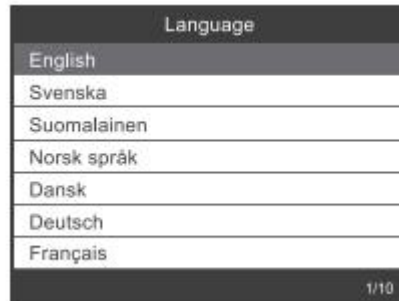 Language
English
Svenska
Suomalainen
Norsk språk
Dansk
Deutsch
Français
1/10